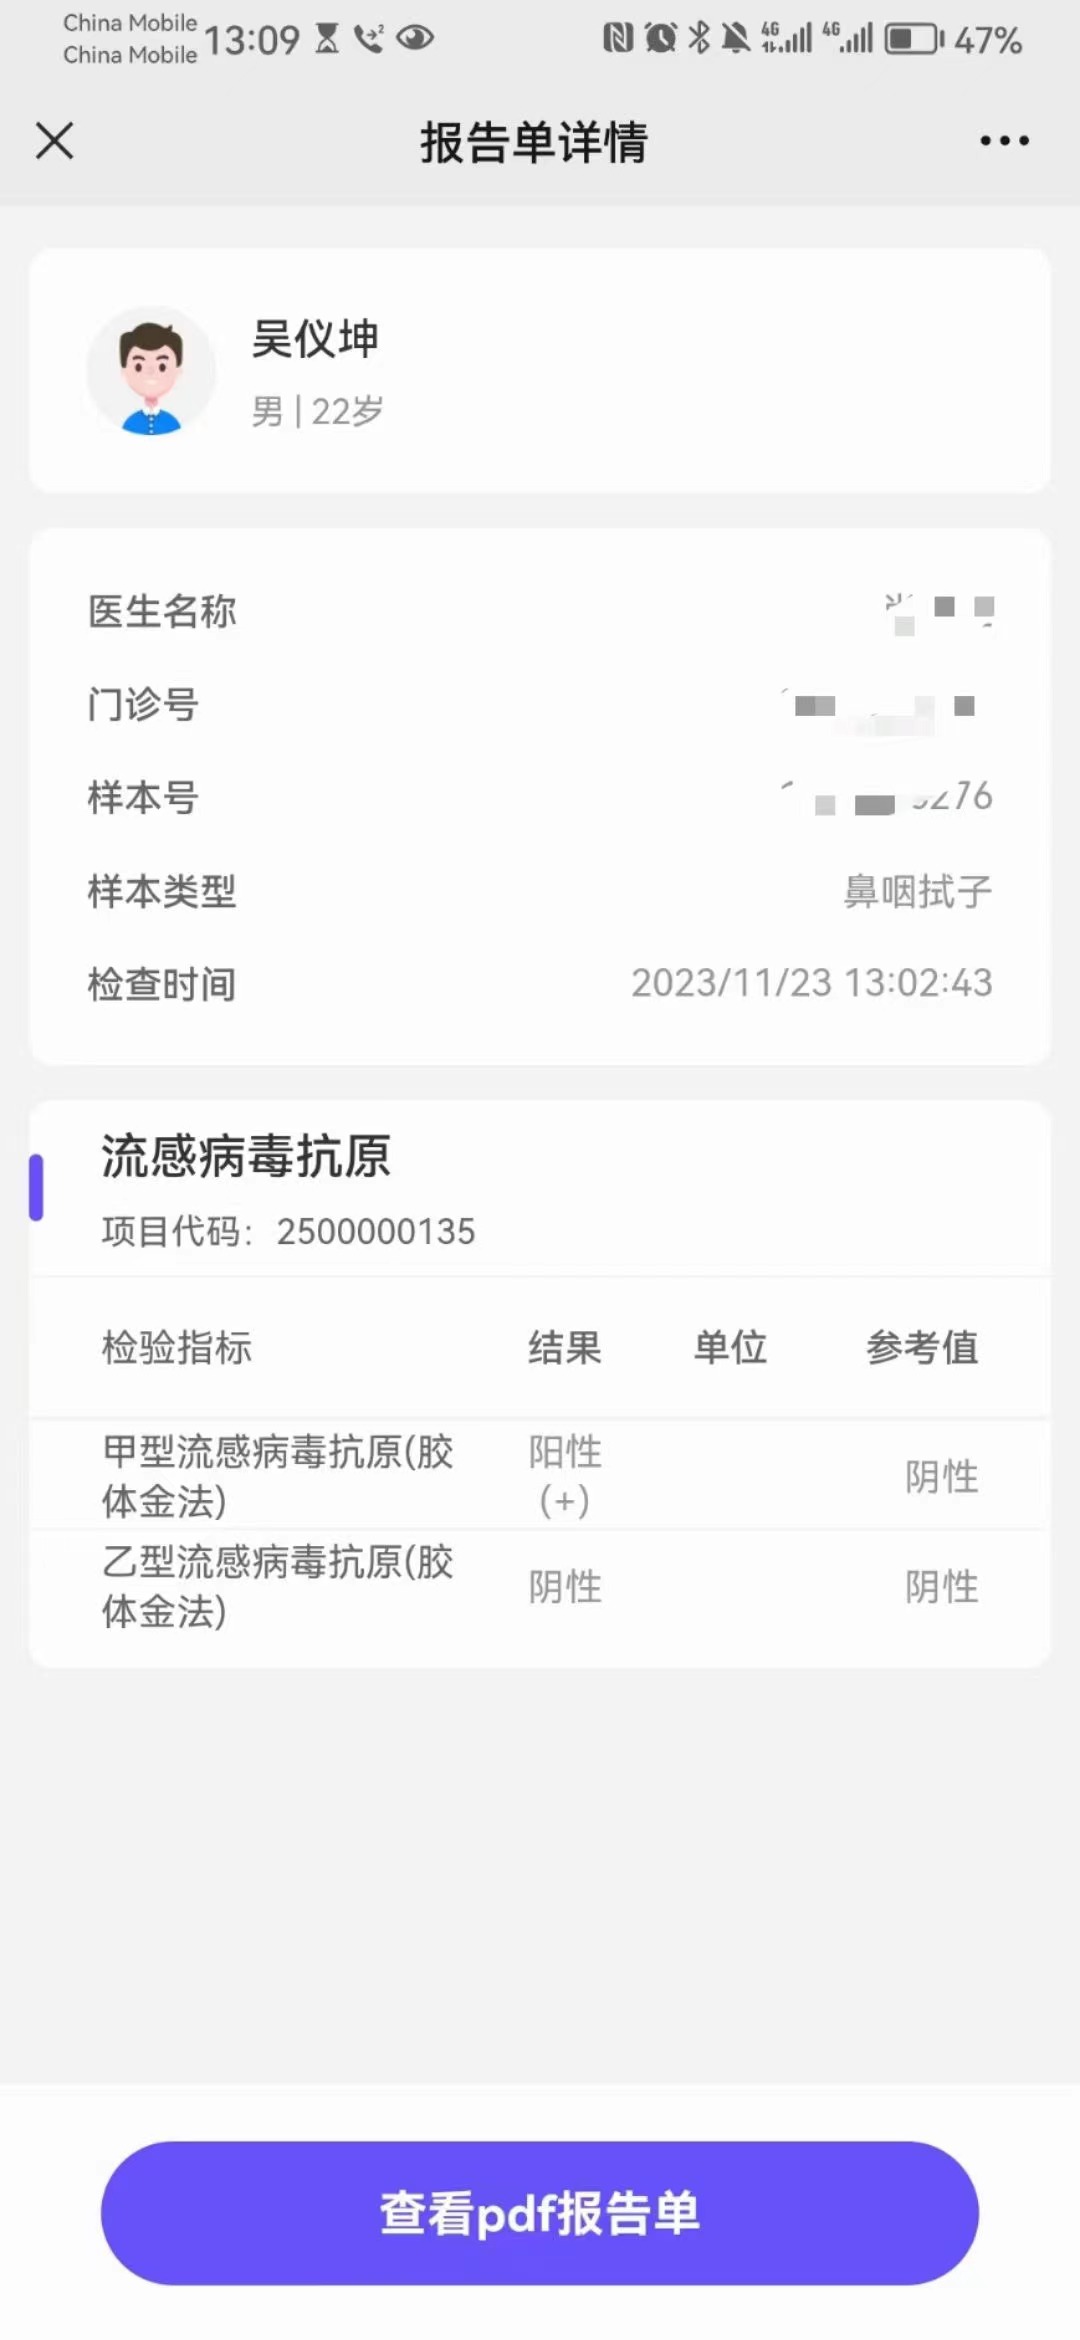 China Mobile
China Mobile
13:09
4G
4G
47%
报告单详情
吴仪坤
男 | 22岁
医生名称
门诊号
样本号
276
样本类型 鼻咽拭子
检查时间 2023/11/23 13:02:43
流感病毒抗原
项目代码: 2500000135
检验指标 结果 单位 参考值
甲型流感病毒抗原(胶
体金法)
阳性
(+)
阴性
乙型流感病毒抗原(胶
体金法)
阴性
阴性
查看pdf报告单